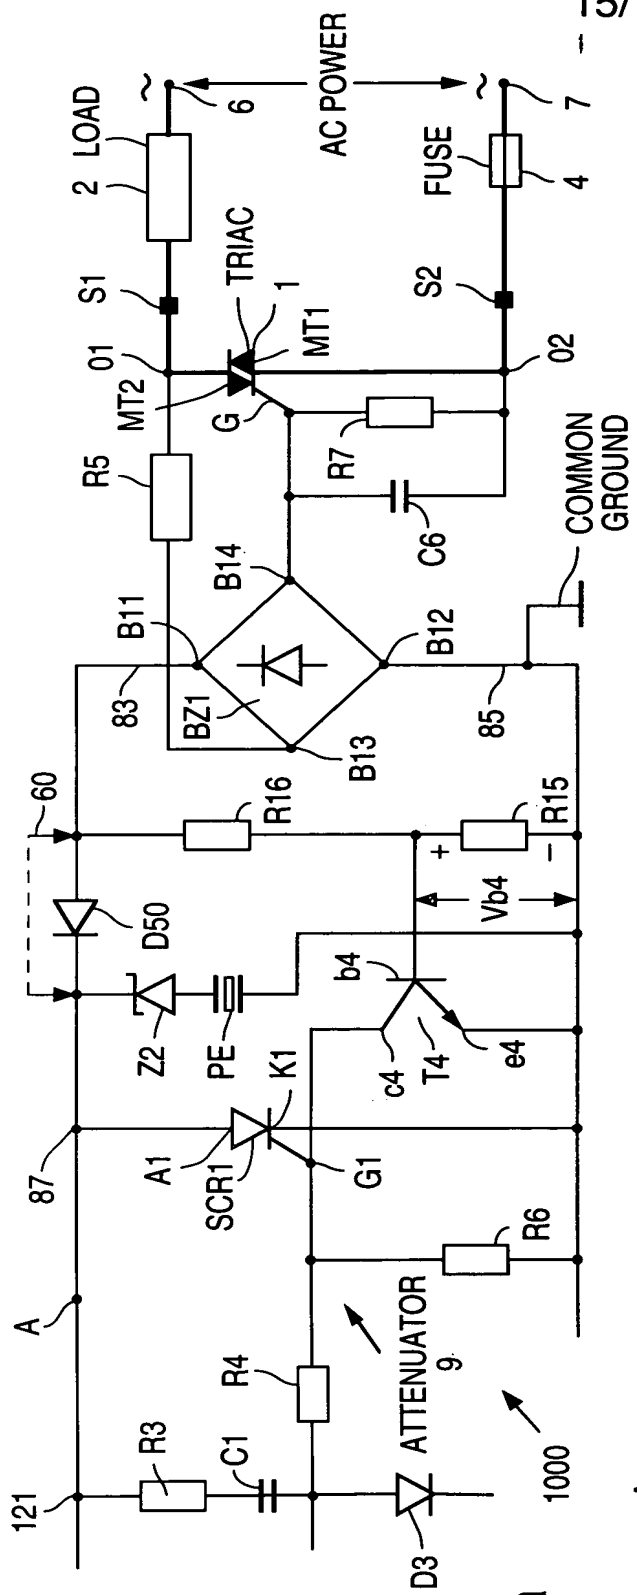 15/
-
~
6
AC POWER
~
7
LOAD
2
FUSE
4
S1
S2
01
TRIAC
1
MT1
MT2
G
02
R5
R7
C6
COMMON
GROUND
B14
B11
B12
83
BZ1
85
B13
60
R16
+
R15
-
D50
Vb4
b4
Z2
PE
c4
T4
e4
K1
87
A1
SCR1
G1
R6
A
ATTENUATOR
9
R4
1000
R3
C1
121
D3